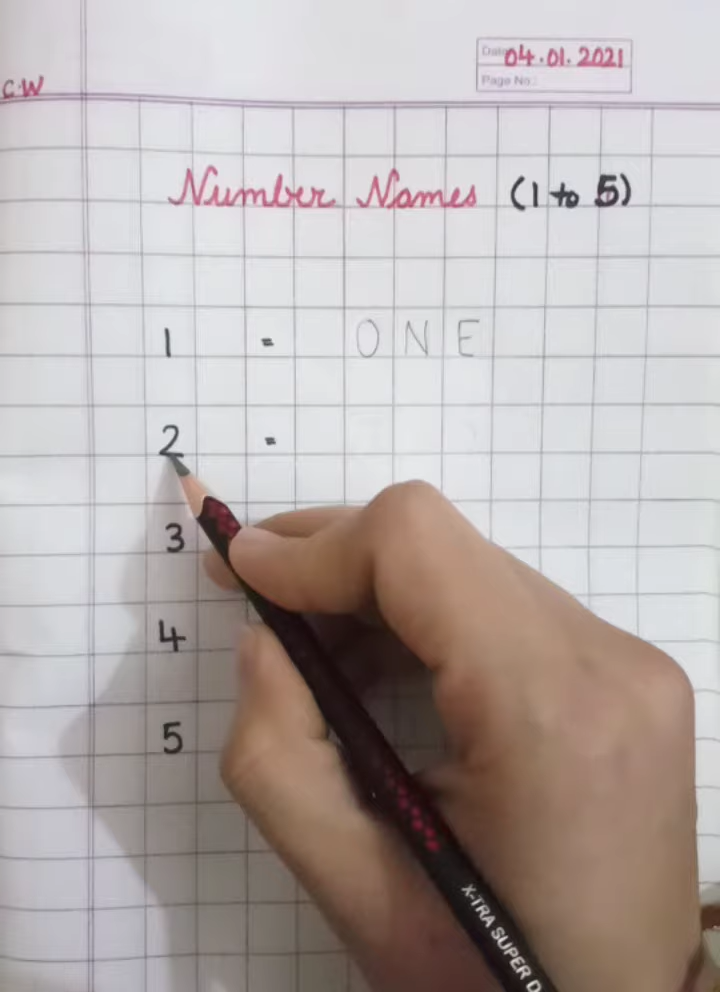 Date 04.01.2021
Page No.:
C.W
Number Names (1 to 5)
1 = ONE
2 =
3
4
5
X-TRA SUPER D